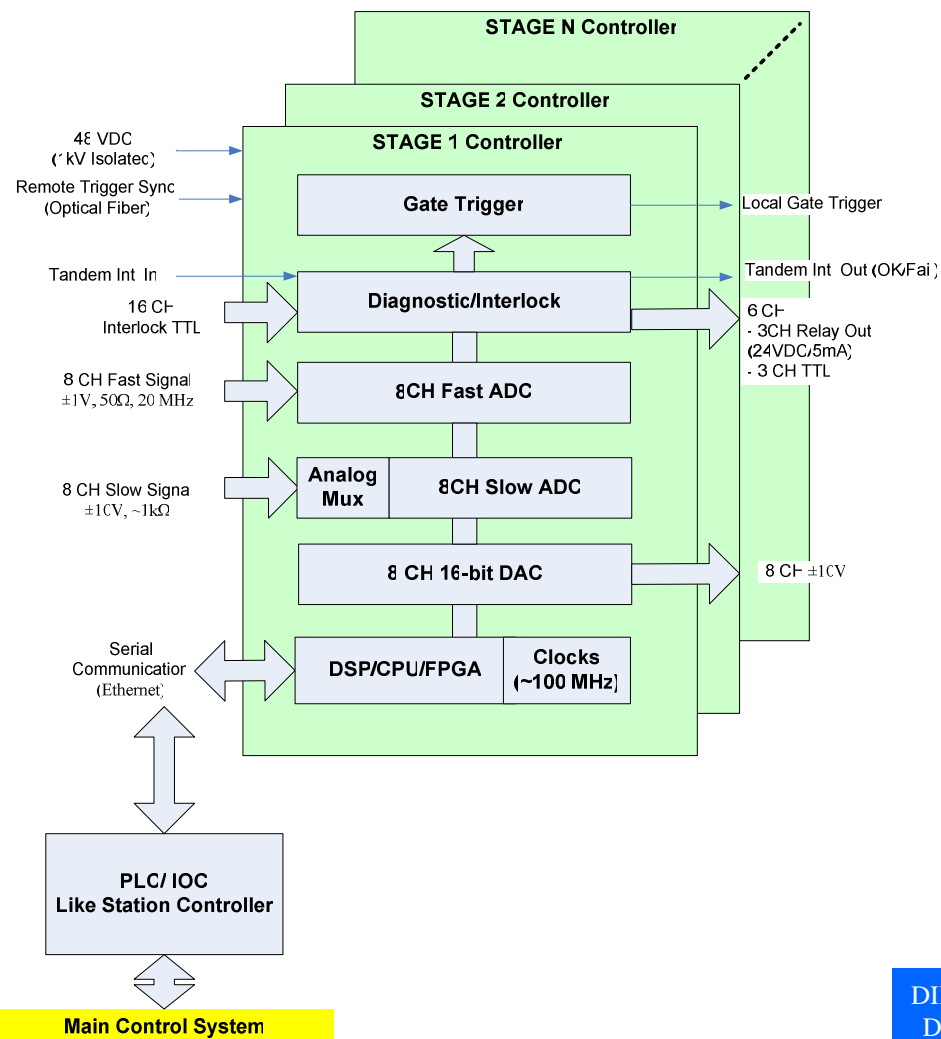 STAGE N Controller
STAGE 2 Controller
STAGE 1 Controller
48 VDC
(1kV Isolated)
Remote Trigger Sync
(Optical Fiber)
Gate Trigger
Local Gate Trigger
Tandem Int In
Diagnostic/Interlock
Tandem Int Out (OK/Fai)
16 CH
Interlock TTL
6 CH
- 3CH Relay Out
(24VDC/5mA)
- 3 CH TTL
8 CH Fast Signal
±1V, 50Ω, 20 MHz
8CH Fast ADC
8 CH Slow Signa
±10V, ~1kΩ
Analog
Mux
8CH Slow ADC
8 CH 16-bit DAC
8 CH ±10V
Serial
Communication
(Ethernet)
DSP/CPU/FPGA
Clocks
(~100 MHz)
PLC/ IOC
Like Station Controller
Main Control System